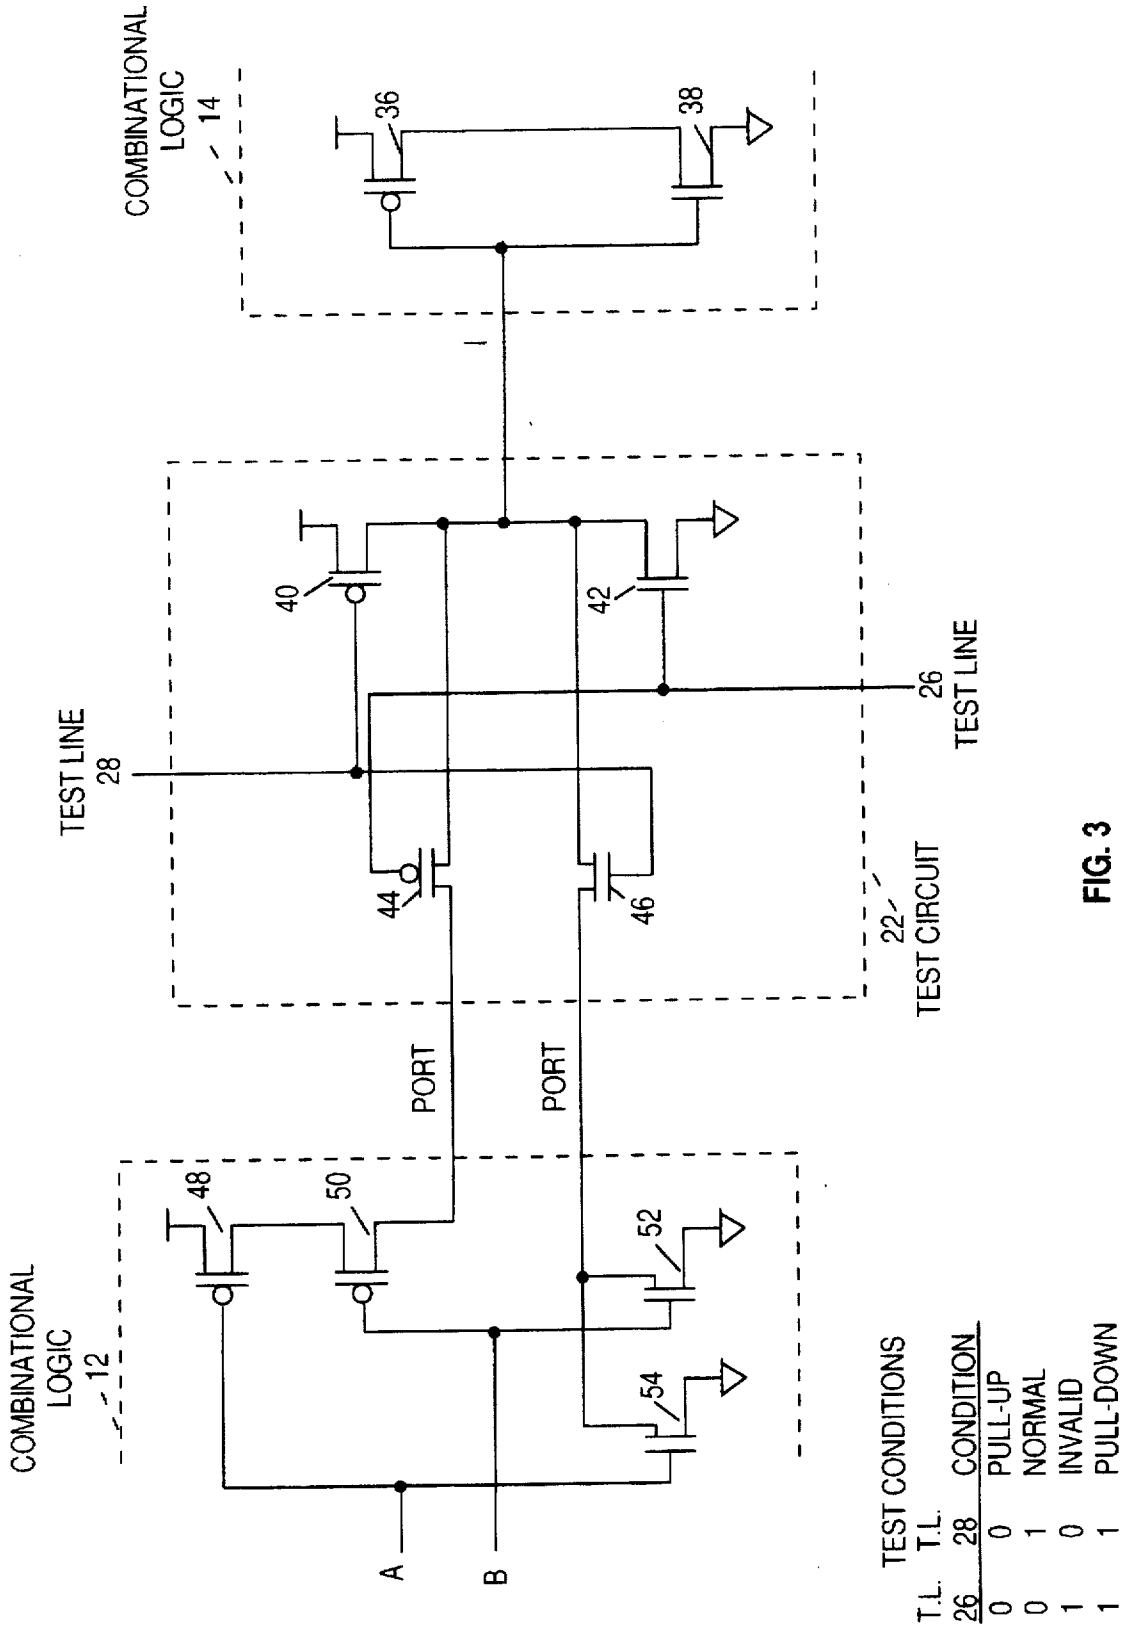 COMBINATIONAL
LOGIC
12
A
B
48
50
52
54
PORT
PORT
TEST LINE
28
44
46
40
42
26
TEST LINE
22
TEST CIRCUIT
I
COMBINATIONAL
LOGIC
14
36
38
TEST CONDITIONS
T.L. T.L.
26 28 CONDITION
0 0 PULL-UP
0 1 NORMAL
1 0 INVALID
1 1 PULL-DOWN
FIG. 3